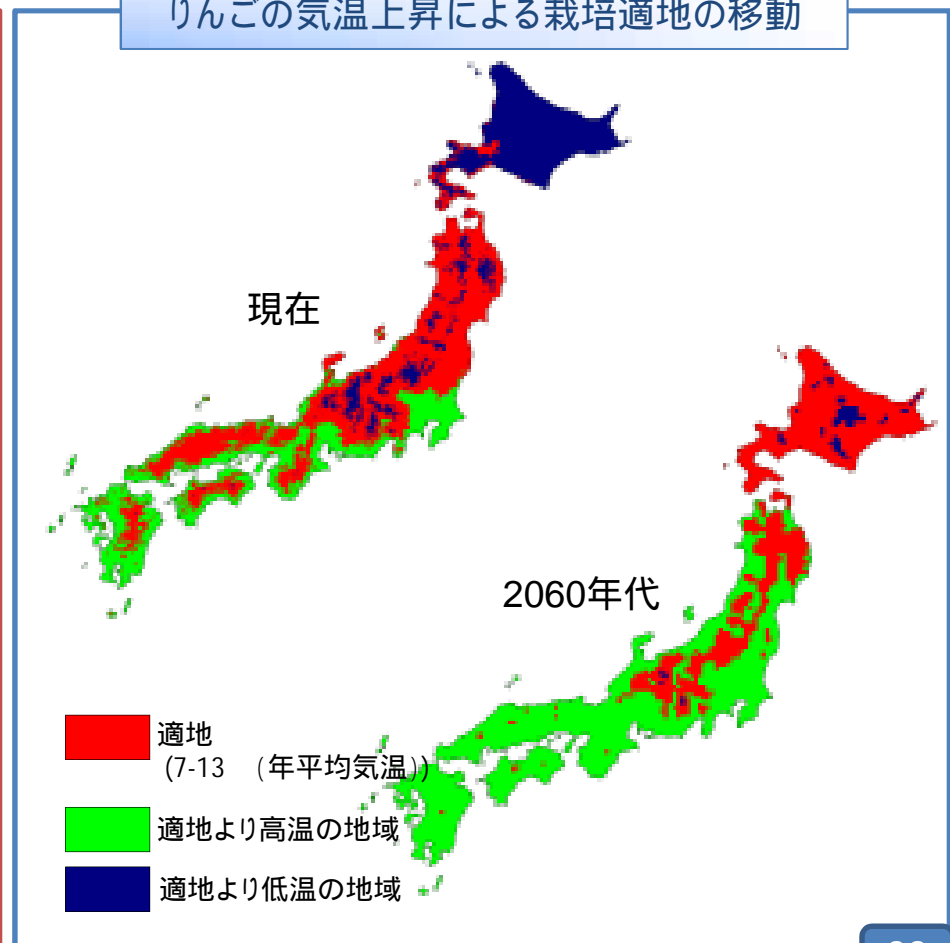 りんごの気温上昇による栽培適地の移動
現在
2060年代
適地
(7-13　(年平均気温))
適地より高温の地域
適地より低温の地域